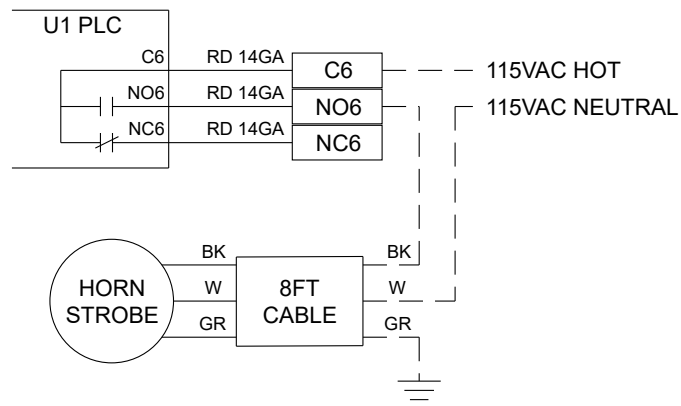 U1 PLC
C6 RD 14GA C6 115VAC HOT
NO6 RD 14GA NO6 115VAC NEUTRAL
NC6 RD 14GA NC6
BK BK
HORN STROBE W 8FT CABLE W
GR GR